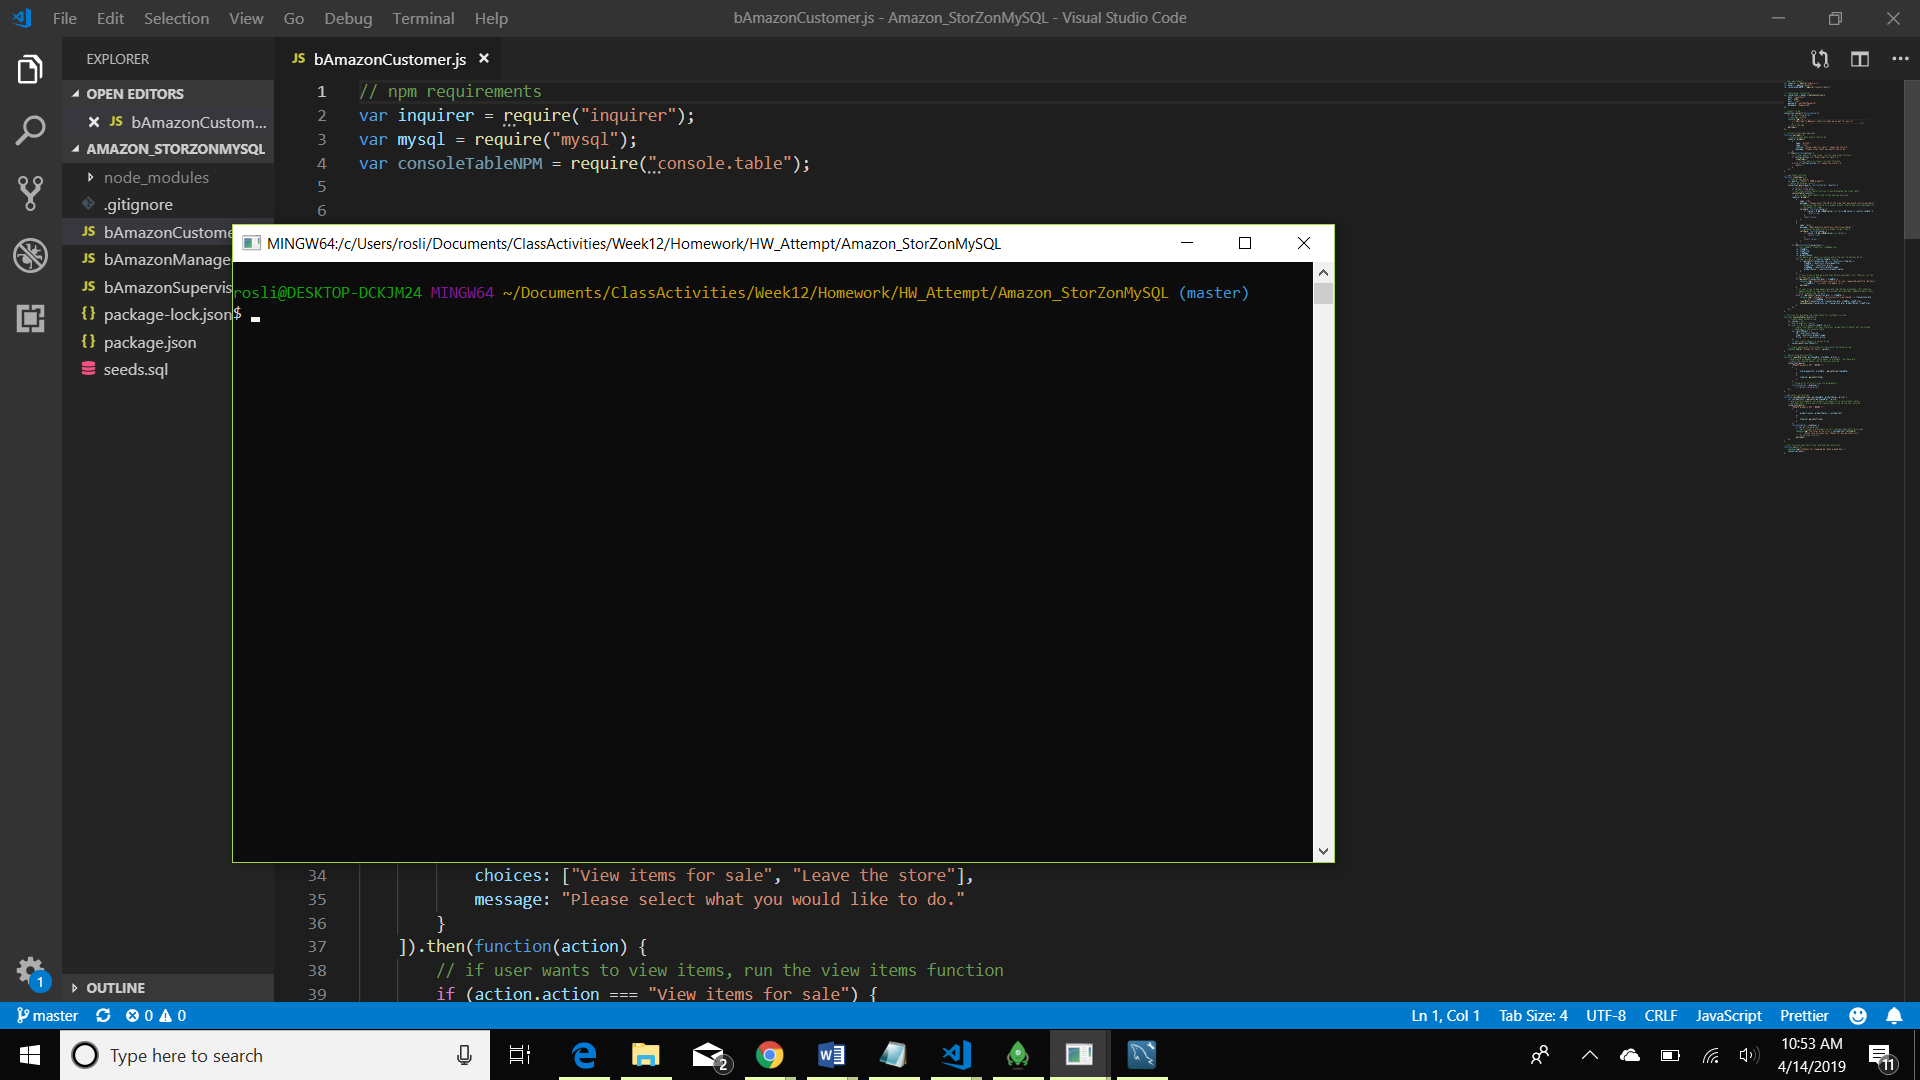 File Edit Selection View Go Debug Terminal Help
bAmazonCustomer.js - Amazon_StorZonMySQL - Visual Studio Code
EXPLORER
OPEN EDITORS
JS bAmazonCustom...
AMAZON_STORZONMYSQL
node_modules
.gitignore
JS bAmazonCustome
JS bAmazonManage
JS bAmazonSupervis
{} package-lock.json
{} package.json
seeds.sql
OUTLINE
JS bAmazonCustomer.js
1 // npm requirements
2 var inquirer = require("inquirer");
3 var mysql = require("mysql");
4 var consoleTableNPM = require("console.table");
5
6
MINGW64:/c/Users/rosli/Documents/ClassActivities/Week12/Homework/HW_Attempt/Amazon_StorZonMySQL
rosli@DESKTOP-DCKJM24 MINGW64 ~/Documents/ClassActivities/Week12/Homework/HW_Attempt/Amazon_StorZonMySQL (master)
$
34 choices: ["View items for sale", "Leave the store"],
35 message: "Please select what you would like to do."
36 }
37 ]).then(function(action) {
38 // if user wants to view items, run the view items function
39 if (action.action === "View items for sale") {
1
master 0 0
Ln 1, Col 1 Tab Size: 4 UTF-8 CRLF JavaScript Prettier
Type here to search
2
10:53 AM
4/14/2019
11